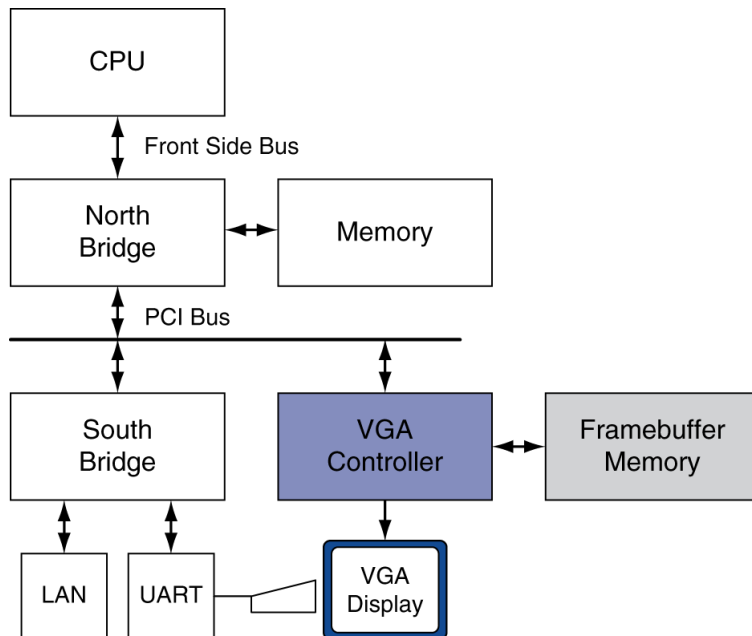 CPU
Front Side Bus
North
Bridge
Memory
PCI Bus
South
Bridge
VGA
Controller
Framebuffer
Memory
LAN
UART
VGA
Display